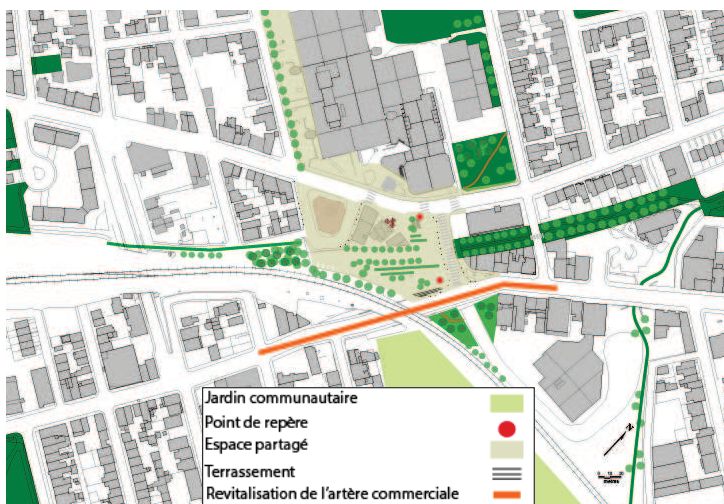 Jardin communautaire
Point de repère
Espace partagé
Terrassement
Revitalisation de l'artère commerciale
N